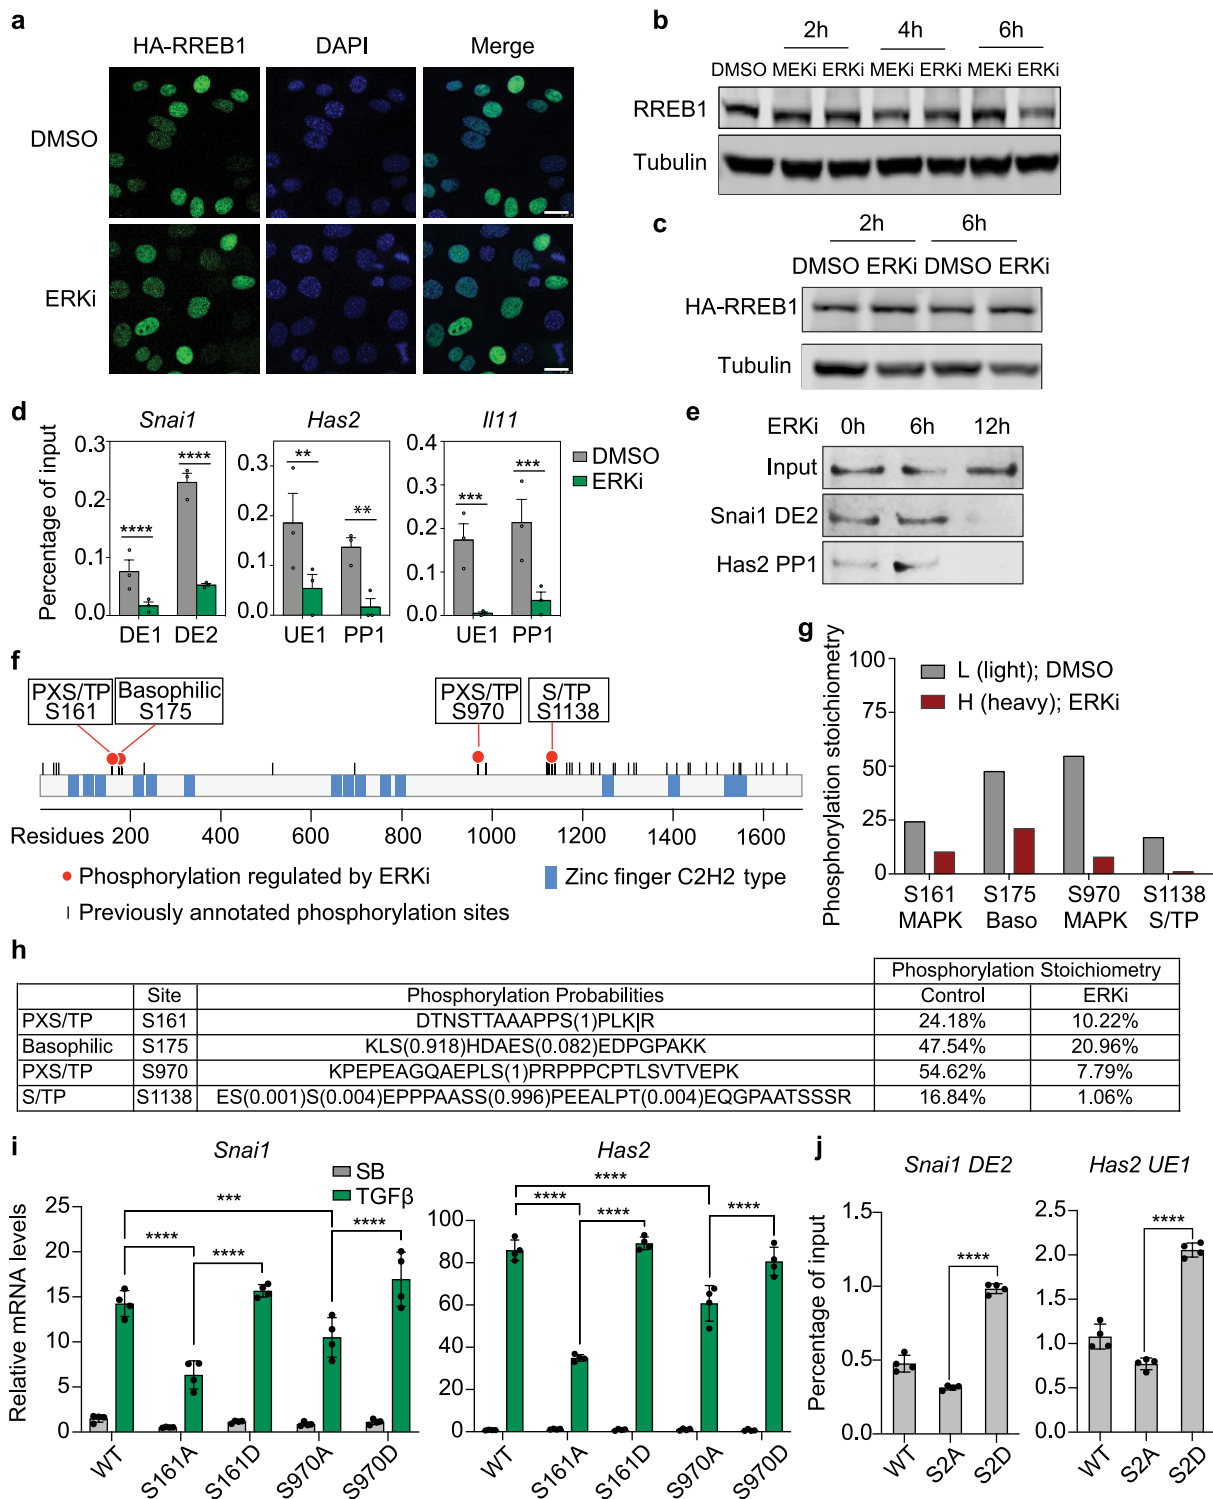 a
HA-RREB1 DAPI Merge
DMSO
ERKi
b
2h 4h 6h
DMSO MEKi ERKi MEKi ERKi MEKi ERKi
RREB1
Tubulin
c
2h 6h
DMSO ERKi DMSO ERKi
HA-RREB1
Tubulin
d
Snai1 Has2 Il11
Percentage of input
0.3
0.2
0.1
0.0
**** ****
DE1 DE2
0.3
0.2
0.1
0.0
** **
UE1 PP1
0.4
0.3
0.2
0.1
0.0
*** ***
UE1 PP1
DMSO
ERKi
e
ERKi 0h 6h 12h
Input
Snai1 DE2
Has2 PP1
f
PXS/TP S161
Basophilic S175
PXS/TP S970
S/TP S1138
Residues 200 400 600 800 1000 1200 1400 1600
Phosphorylation regulated by ERKi
Zinc finger C2H2 type
Previously annotated phosphorylation sites
g
Phosphorylation stoichiometry
100
75
50
25
0
L (light); DMSO
H (heavy); ERKi
S161 S175 S970 S1138
MAPK Baso MAPK S/TP
h
Phosphorylation Stoichiometry
Site Phosphorylation Probabilities Control ERKi
PXS/TP S161 DTNSTTAAAPPS(1)PLK|R 24.18% 10.22%
Basophilic S175 KLS(0.918)HDAES(0.082)EDPGPAKK 47.54% 20.96%
PXS/TP S970 KPEPEAGQAEPLS(1)PRPPPCPTLSVTVEPK 54.62% 7.79%
S/TP S1138 ES(0.001)S(0.004)EPPPAASS(0.996)PEEALPT(0.004)EQGPAATSSSR 16.84% 1.06%
i
Snai1 Has2
SB
TGFβ
Relative mRNA levels
25
20
15
10
5
0
*** **** **** ****
WT S161A S161D S970A S970D
100
80
60
40
20
0
**** **** **** ****
WT S161A S161D S970A S970D
j
Snai1 DE2 Has2 UE1
Percentage of input
1.5
1.0
0.5
0.0
****
WT S2A S2D
2.5
2.0
1.5
1.0
0.5
0.0
****
WT S2A S2D